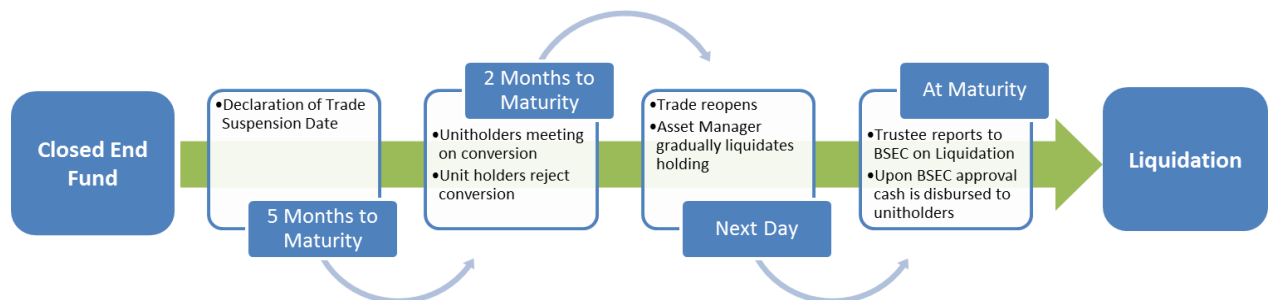 Closed End
Fund
•Declaration of Trade
Suspension Date
5 Months to
Maturity
2 Months to
Maturity
•Unitholders meeting
on conversion
•Unit holders reject
conversion
•Trade reopens
•Asset Manager
gradually liquidates
holding
Next Day
At Maturity
•Trustee reports to
BSEC on Liquidation
•Upon BSEC approval
cash is disbursed to
unitholders
Liquidation